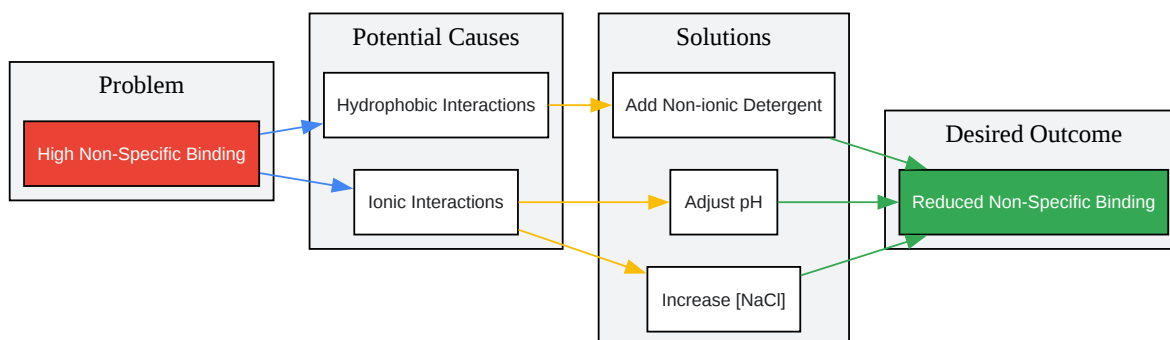 Problem
High Non-Specific Binding
Potential Causes
Hydrophobic Interactions
Ionic Interactions
Solutions
Add Non-ionic Detergent
Adjust pH
Increase [NaCl]
Desired Outcome
Reduced Non-Specific Binding